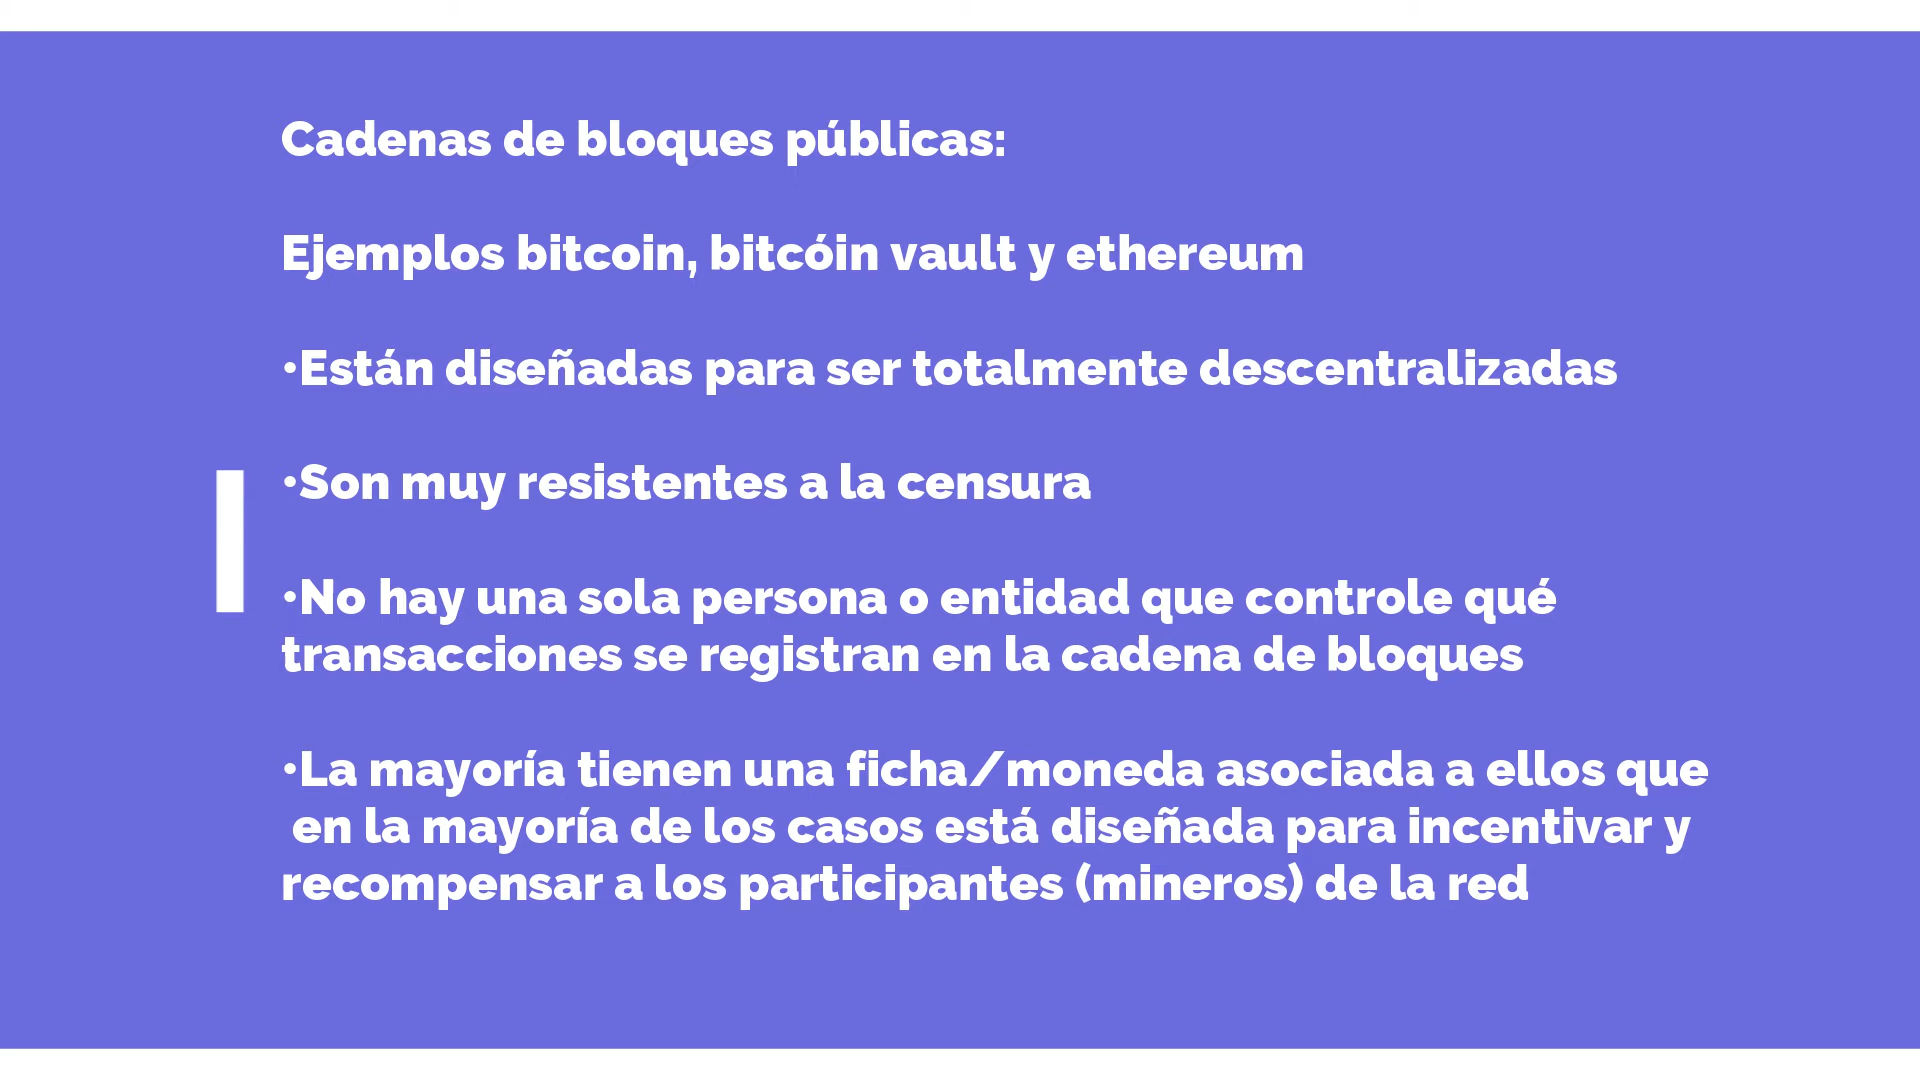 Cadenas de bloques públicas:
Ejemplos bitcoin, bitcóin vault y ethereum
•Están diseñadas para ser totalmente descentralizadas
•Son muy resistentes a la censura
•No hay una sola persona o entidad que controle qué
transacciones se registran en la cadena de bloques
•La mayoría tienen una ficha/moneda asociada a ellos que
en la mayoría de los casos está diseñada para incentivar y
recompensar a los participantes (mineros) de la red